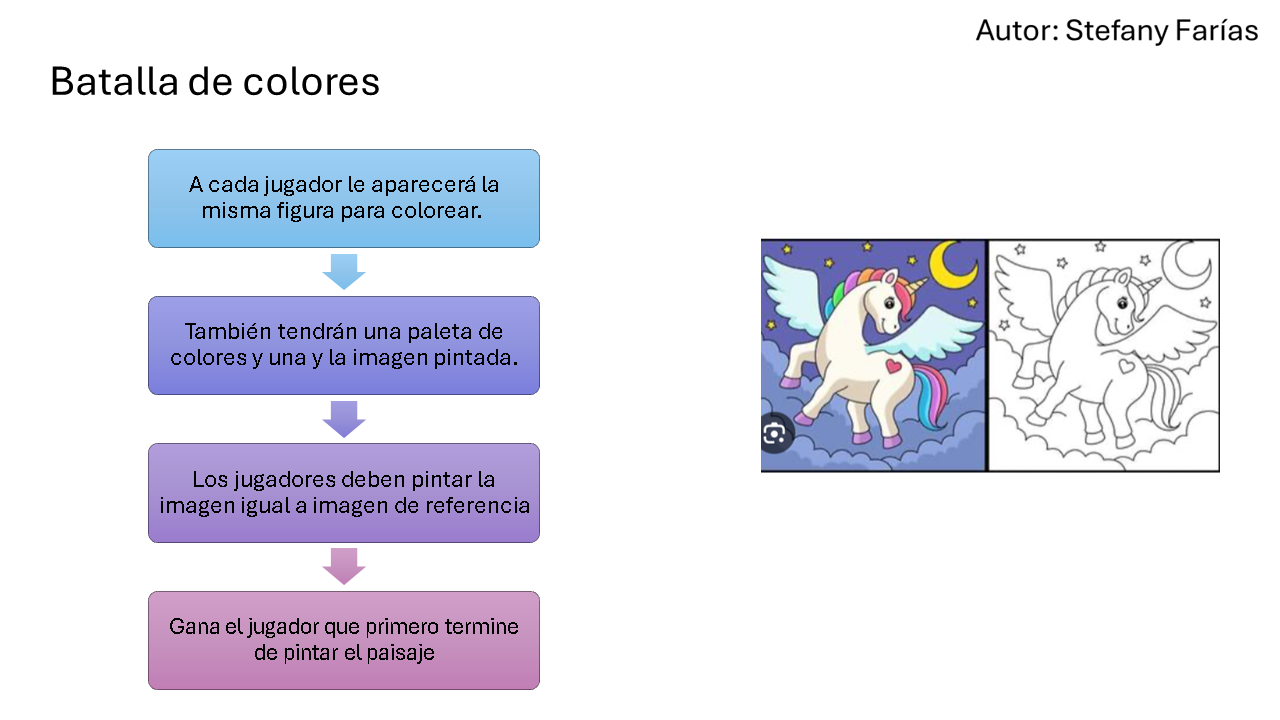 Autor: Stefany Farías
Batalla de colores
A cada jugador le aparecerá la
misma figura para colorear.
También tendrán una paleta de
colores y una y la imagen pintada.
Los jugadores deben pintar la
imagen igual a imagen de referencia
Gana el jugador que primero termine
de pintar el paisaje